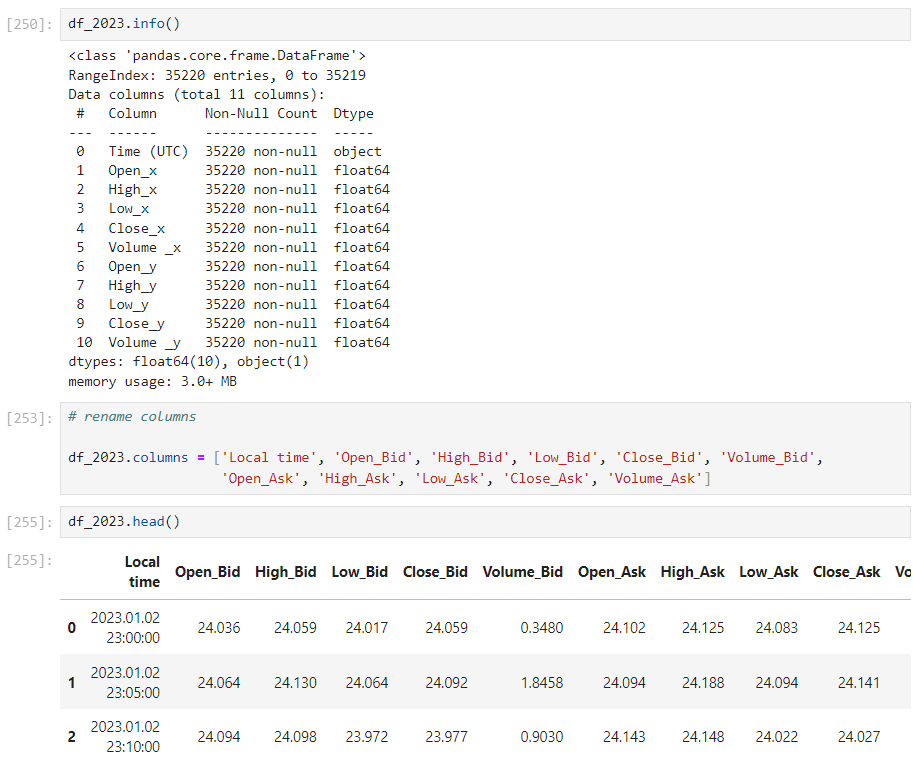 [250]: df_2023.info()
<class 'pandas.core.frame.DataFrame'>
RangeIndex: 35220 entries, 0 to 35219
Data columns (total 11 columns):
 #   Column      Non-Null Count  Dtype
---  ------      --------------  -----
 0   Time (UTC)  35220 non-null  object
 1   Open_x      35220 non-null  float64
 2   High_x      35220 non-null  float64
 3   Low_x       35220 non-null  float64
 4   Close_x     35220 non-null  float64
 5   Volume _x   35220 non-null  float64
 6   Open_y      35220 non-null  float64
 7   High_y      35220 non-null  float64
 8   Low_y       35220 non-null  float64
 9   Close_y     35220 non-null  float64
 10  Volume _y   35220 non-null  float64
dtypes: float64(10), object(1)
memory usage: 3.0+ MB
[253]: # rename columns
df_2023.columns = ['Local time', 'Open_Bid', 'High_Bid', 'Low_Bid', 'Close_Bid', 'Volume_Bid',
'Open_Ask', 'High_Ask', 'Low_Ask', 'Close_Ask', 'Volume_Ask']
[255]: df_2023.head()
[255]:
Local
time Open_Bid High_Bid Low_Bid Close_Bid Volume_Bid Open_Ask High_Ask Low_Ask Close_Ask Vo
0 2023.01.02
23:00:00 24.036 24.059 24.017 24.059 0.3480 24.102 24.125 24.083 24.125
1 2023.01.02
23:05:00 24.064 24.130 24.064 24.092 1.8458 24.094 24.188 24.094 24.141
2 2023.01.02
23:10:00 24.094 24.098 23.972 23.977 0.9030 24.143 24.148 24.022 24.027